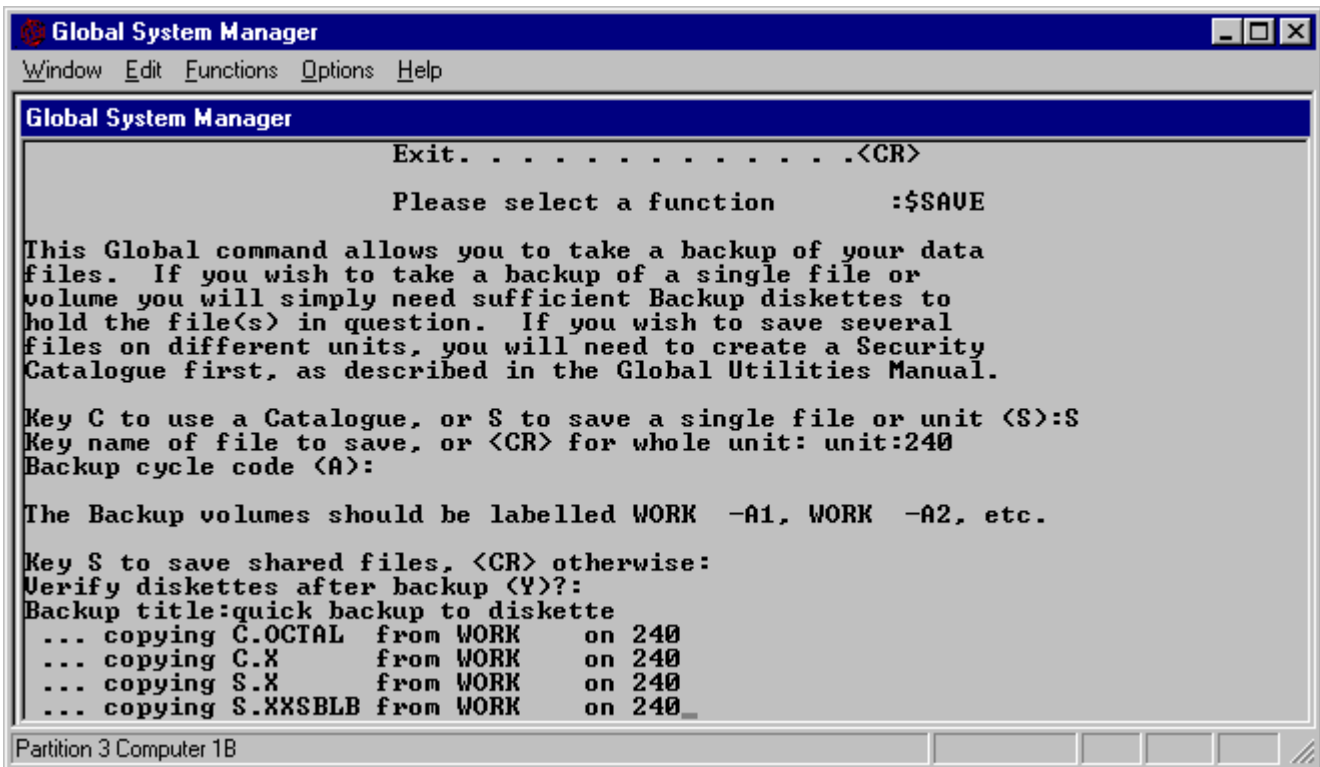 Global System Manager
Window Edit Functions Options Help
Global System Manager
Exit. . . . . . . . . . . . . .<CR>
Please select a function :$SAVE
This Global command allows you to take a backup of your data
files. If you wish to take a backup of a single file or
volume you will simply need sufficient Backup diskettes to
hold the file(s) in question. If you wish to save several
files on different units, you will need to create a Security
Catalogue first, as described in the Global Utilities Manual.
Key C to use a Catalogue, or S to save a single file or unit (S):S
Key name of file to save, or <CR> for whole unit: unit:240
Backup cycle code (A):
The Backup volumes should be labelled WORK -A1, WORK -A2, etc.
Key S to save shared files, <CR> otherwise:
Verify diskettes after backup (Y)?:
Backup title:quick backup to diskette
... copying C.OCTAL from WORK on 240
... copying C.X from WORK on 240
... copying S.X from WORK on 240
... copying S.XXSBLB from WORK on 240_
Partition 3 Computer 1B